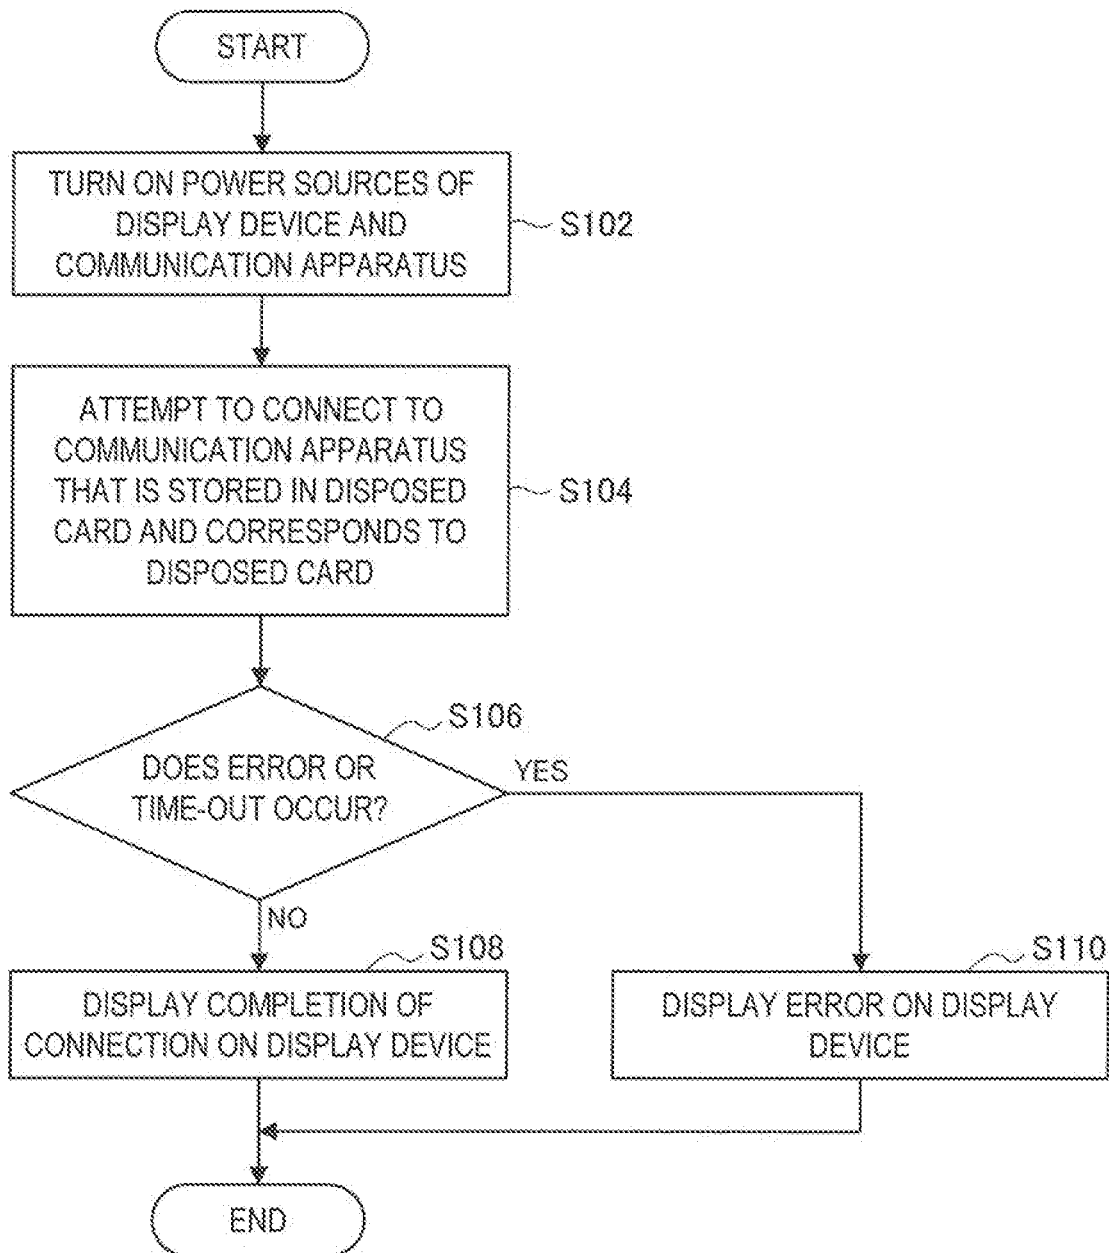 START
TURN ON POWER SOURCES OF
DISPLAY DEVICE AND
COMMUNICATION APPARATUS
S102
ATTEMPT TO CONNECT TO
COMMUNICATION APPARATUS
THAT IS STORED IN DISPOSED
CARD AND CORRESPONDS TO
DISPOSED CARD
S104
S106
DOES ERROR OR
TIME-OUT OCCUR?
YES
NO
S108
DISPLAY COMPLETION OF
CONNECTION ON DISPLAY DEVICE
S110
DISPLAY ERROR ON DISPLAY
DEVICE
END